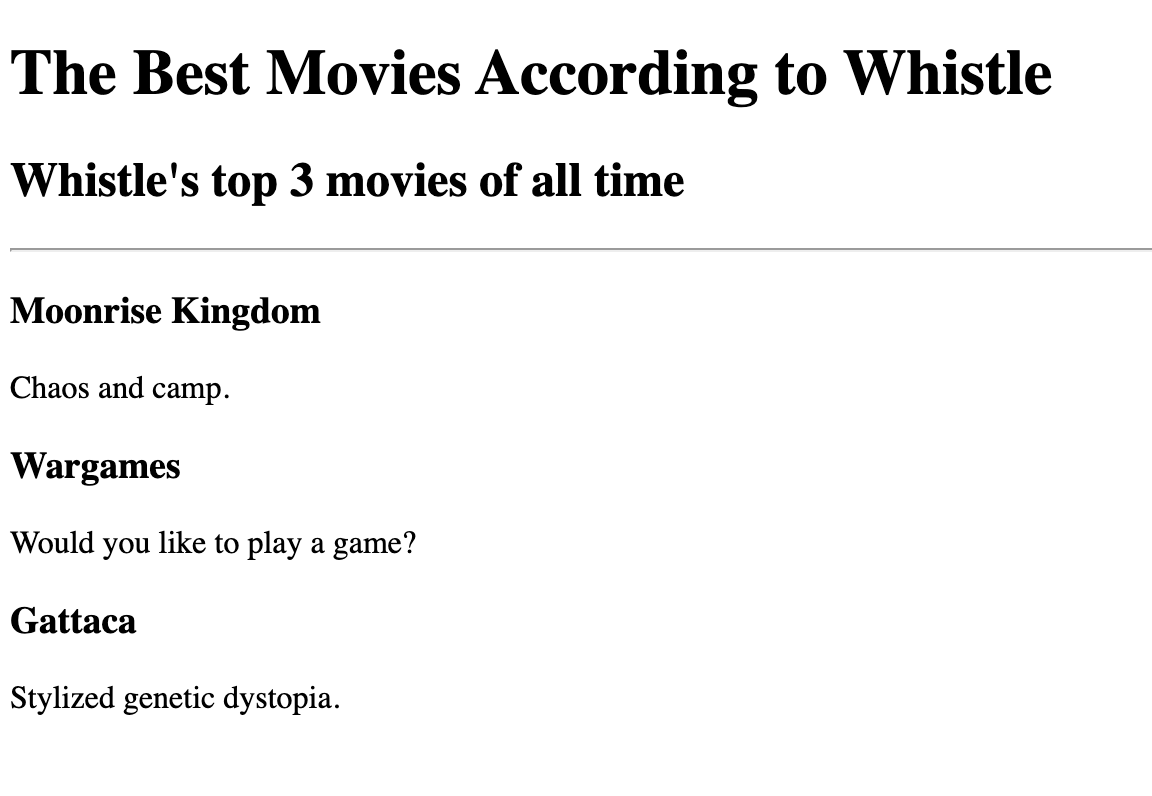 The Best Movies According to Whistle
Whistle's top 3 movies of all time
Moonrise Kingdom
Chaos and camp.
Wargames
Would you like to play a game?
Gattaca
Stylized genetic dystopia.